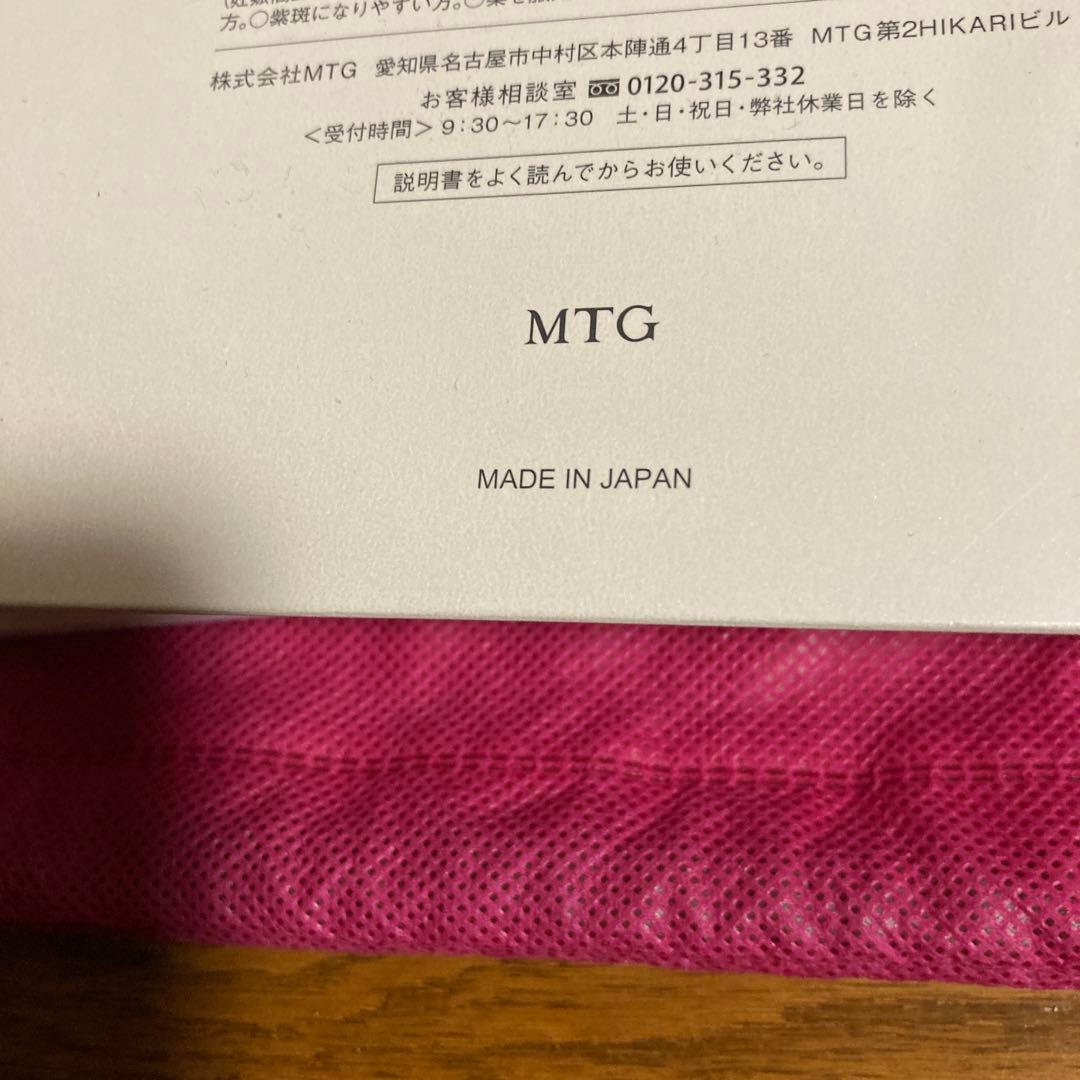 方。○紫斑になりやすい方。○薬を服
株式会社MTG 愛知県名古屋市中村区本陣通4丁目13番 MTG第2HIKARIビル
お客様相談室 0120-315-332
<受付時間> 9:30〜17:30 土・日・祝日・弊社休業日を除く
説明書をよく読んでからお使いください。
MTG
MADE IN JAPAN